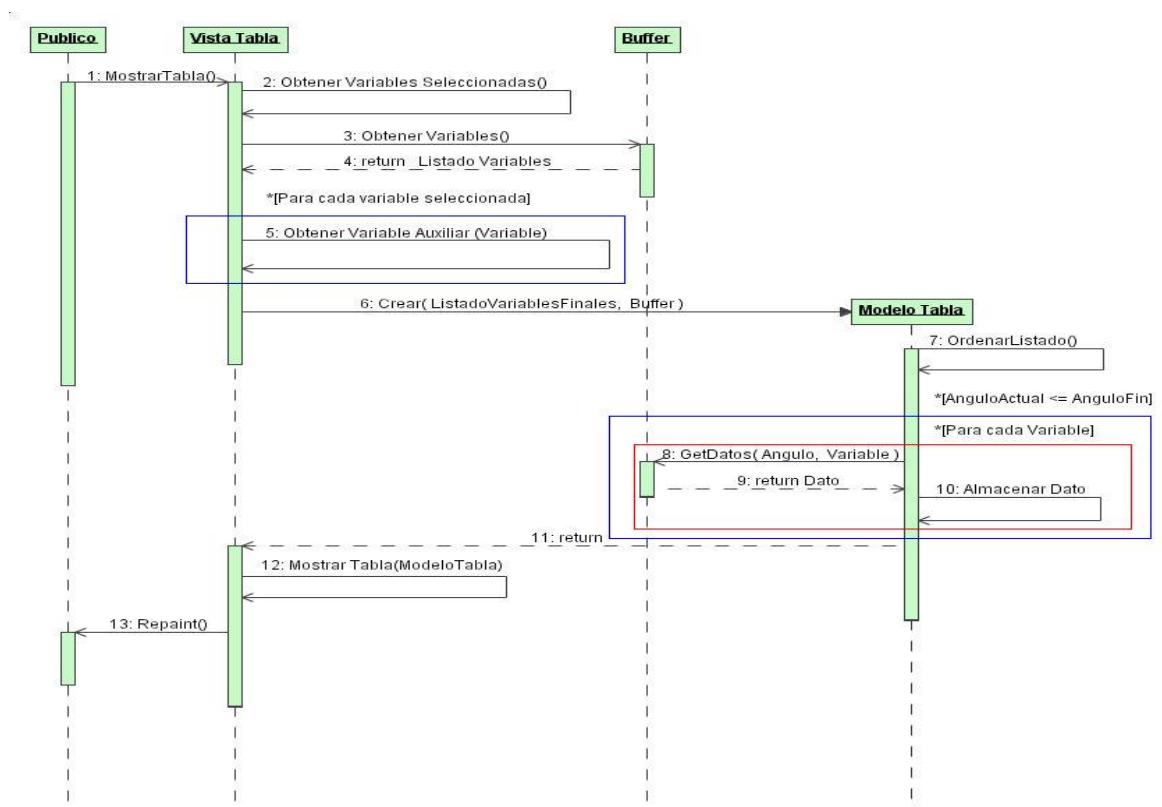 Publico
Vista Tabla
Buffer
1: MostrarTabla()
2: Obtener Variables Seleccionadas()
3: Obtener Variables()
4: return Listado Variables
*[Para cada variable seleccionada]
5: Obtener Variable Auxiliar (Variable)
6: Crear( ListadoVariablesFinales, Buffer )
Modelo Tabla
7: OrdenarListado()
*[AnguloActual <= AnguloFin]
*[Para cada Variable]
8: GetDatos( Angulo, Variable )
9: return Dato
10: Almacenar Dato
11: return
12: Mostrar Tabla(ModeloTabla)
13: Repaint()